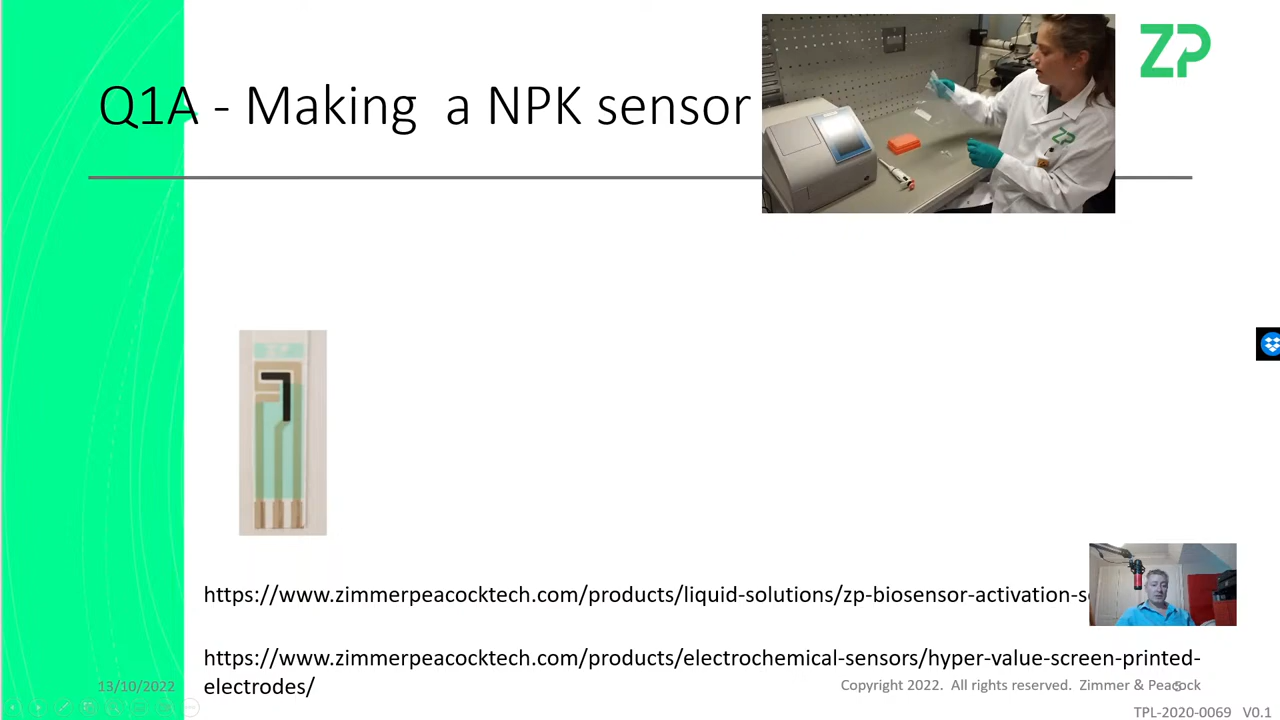 ZP
Q1A - Making a NPK sensor
https://www.zimmerpeacocktech.com/products/liquid-solutions/zp-biosensor-activation-s
https://www.zimmerpeacocktech.com/products/electrochemical-sensors/hyper-value-screen-printed-
electrodes/
13/10/2022
Copyright 2022. All rights reserved. Zimmer & Peacock
5
TPL-2020-0069 V0.1